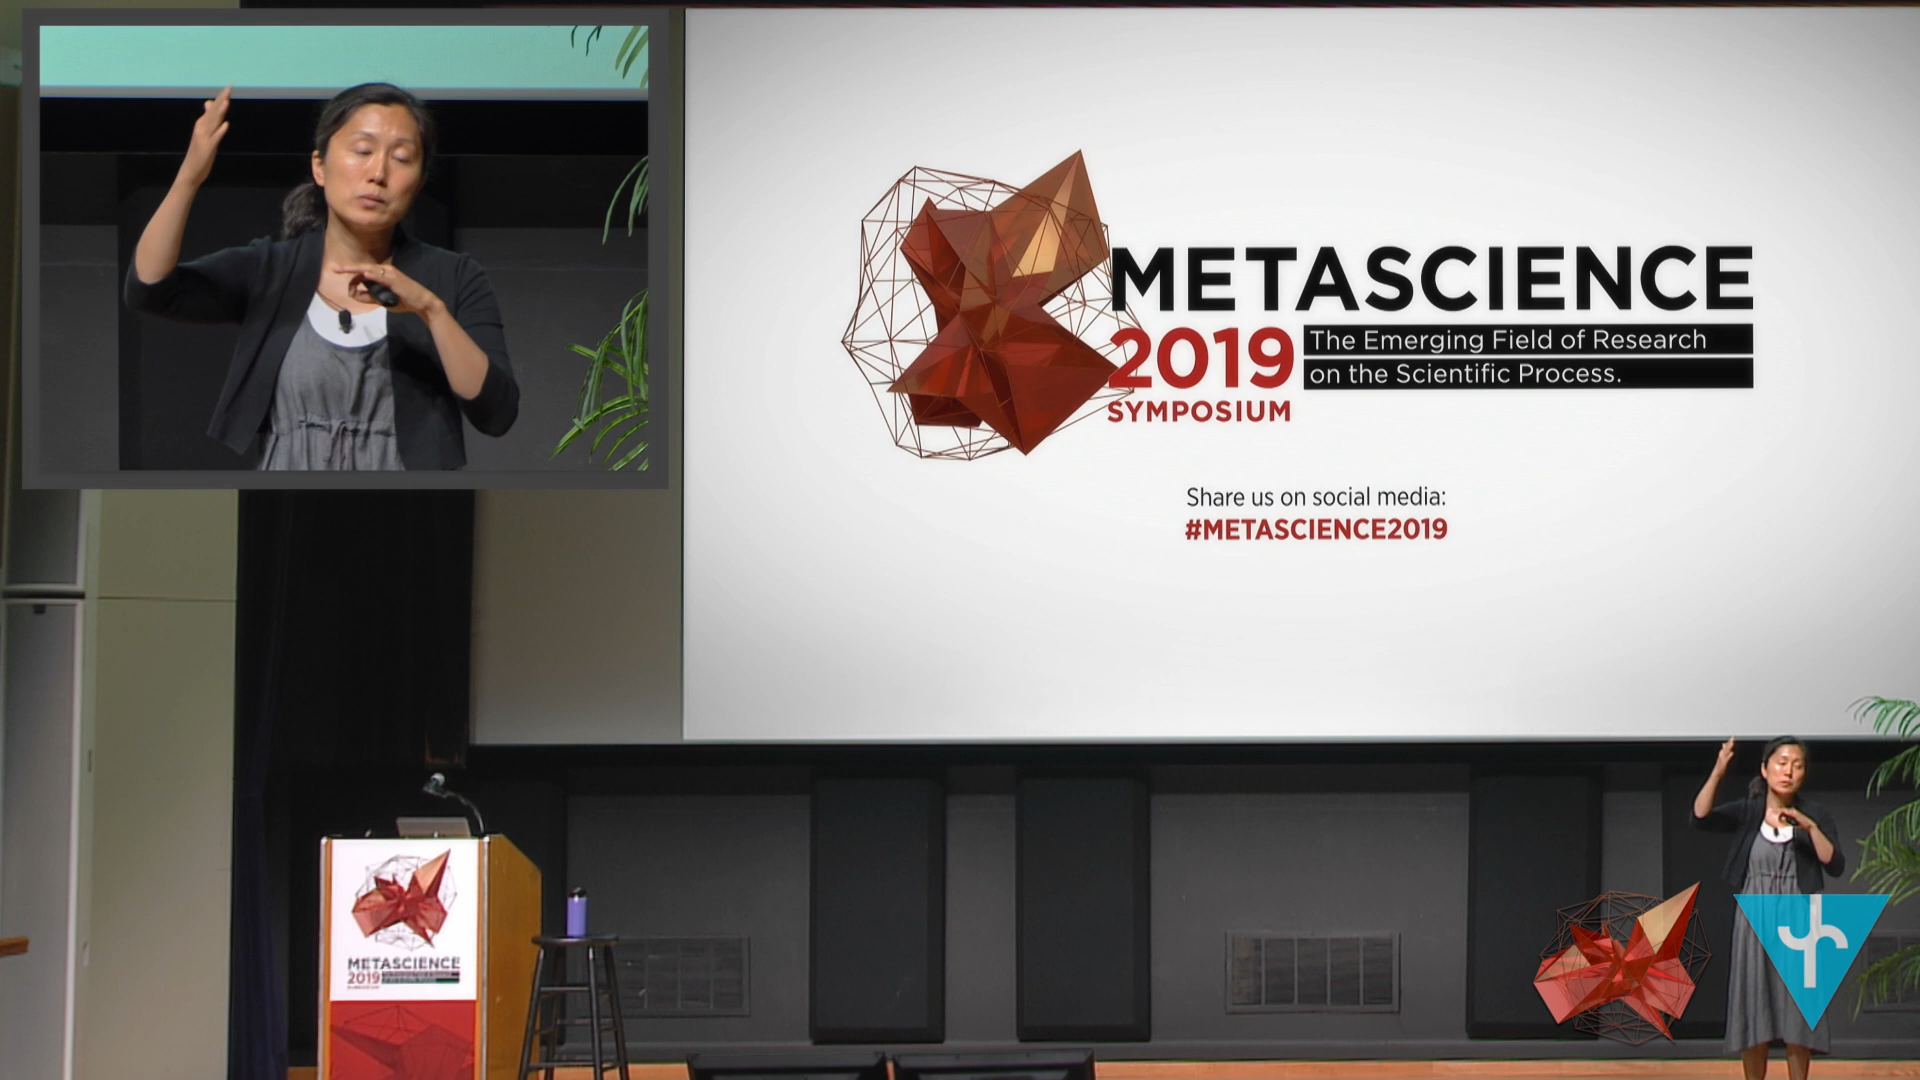 METASCIENCE
2019
The Emerging Field of Research
on the Scientific Process.
SYMPOSIUM
Share us on social media:
#METASCIENCE2019
METASCIENCE
2019